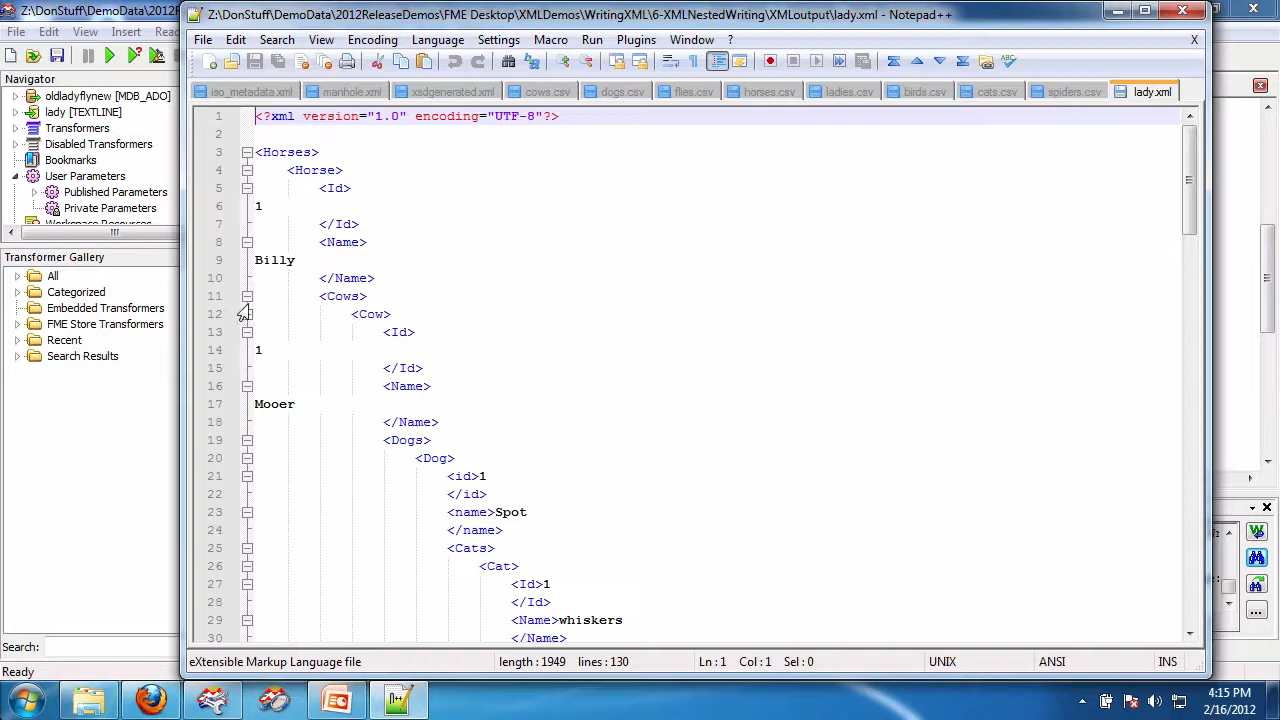 Z:\DonStuff\DemoData\2012R
Z:\DonStuff\DemoData\2012ReleaseDemos\FME Desktop\XMLDemos\WritingXML\6-XMLNestedWriting\XMLoutput\lady.xml - Notepad++
File Edit View Insert Rea
File Edit Search View Encoding Language Settings Macro Run Plugins Window ? X
Navigator
oldladyflynew [MDB_ADO]
lady [TEXTLINE]
Transformers
Disabled Transformers
Bookmarks
User Parameters
Published Parameters
Private Parameters
Workspace Resources
Transformer Gallery
All
Categorized
Embedded Transformers
FME Store Transformers
Recent
Search Results
Search:
Ready
iso_metedata.xml manhole.xml xsdgenerated.xml cows.csv dogs.csv flies.csv horses.csv ladies.csv birds.csv cats.csv spiders.csv lady.xml
1 <?xml version="1.0" encoding="UTF-8"?>
2
3 <Horses>
4 <Horse>
5 <Id>
6 1
7 </Id>
8 <Name>
9 Billy
10 </Name>
11 <Cows>
12 <Cow>
13 <Id>
14 1
15 </Id>
16 <Name>
17 Mooer
18 </Name>
19 <Dogs>
20 <Dog>
21 <id>1
22 </id>
23 <name>Spot
24 </name>
25 <Cats>
26 <Cat>
27 <Id>1
28 </Id>
29 <Name>whiskers
30 </Name>
eXtensible Markup Language file length : 1949 lines : 130 Ln : 1 Col : 1 Sel : 0 UNIX ANSI INS
4:15 PM
2/16/2012